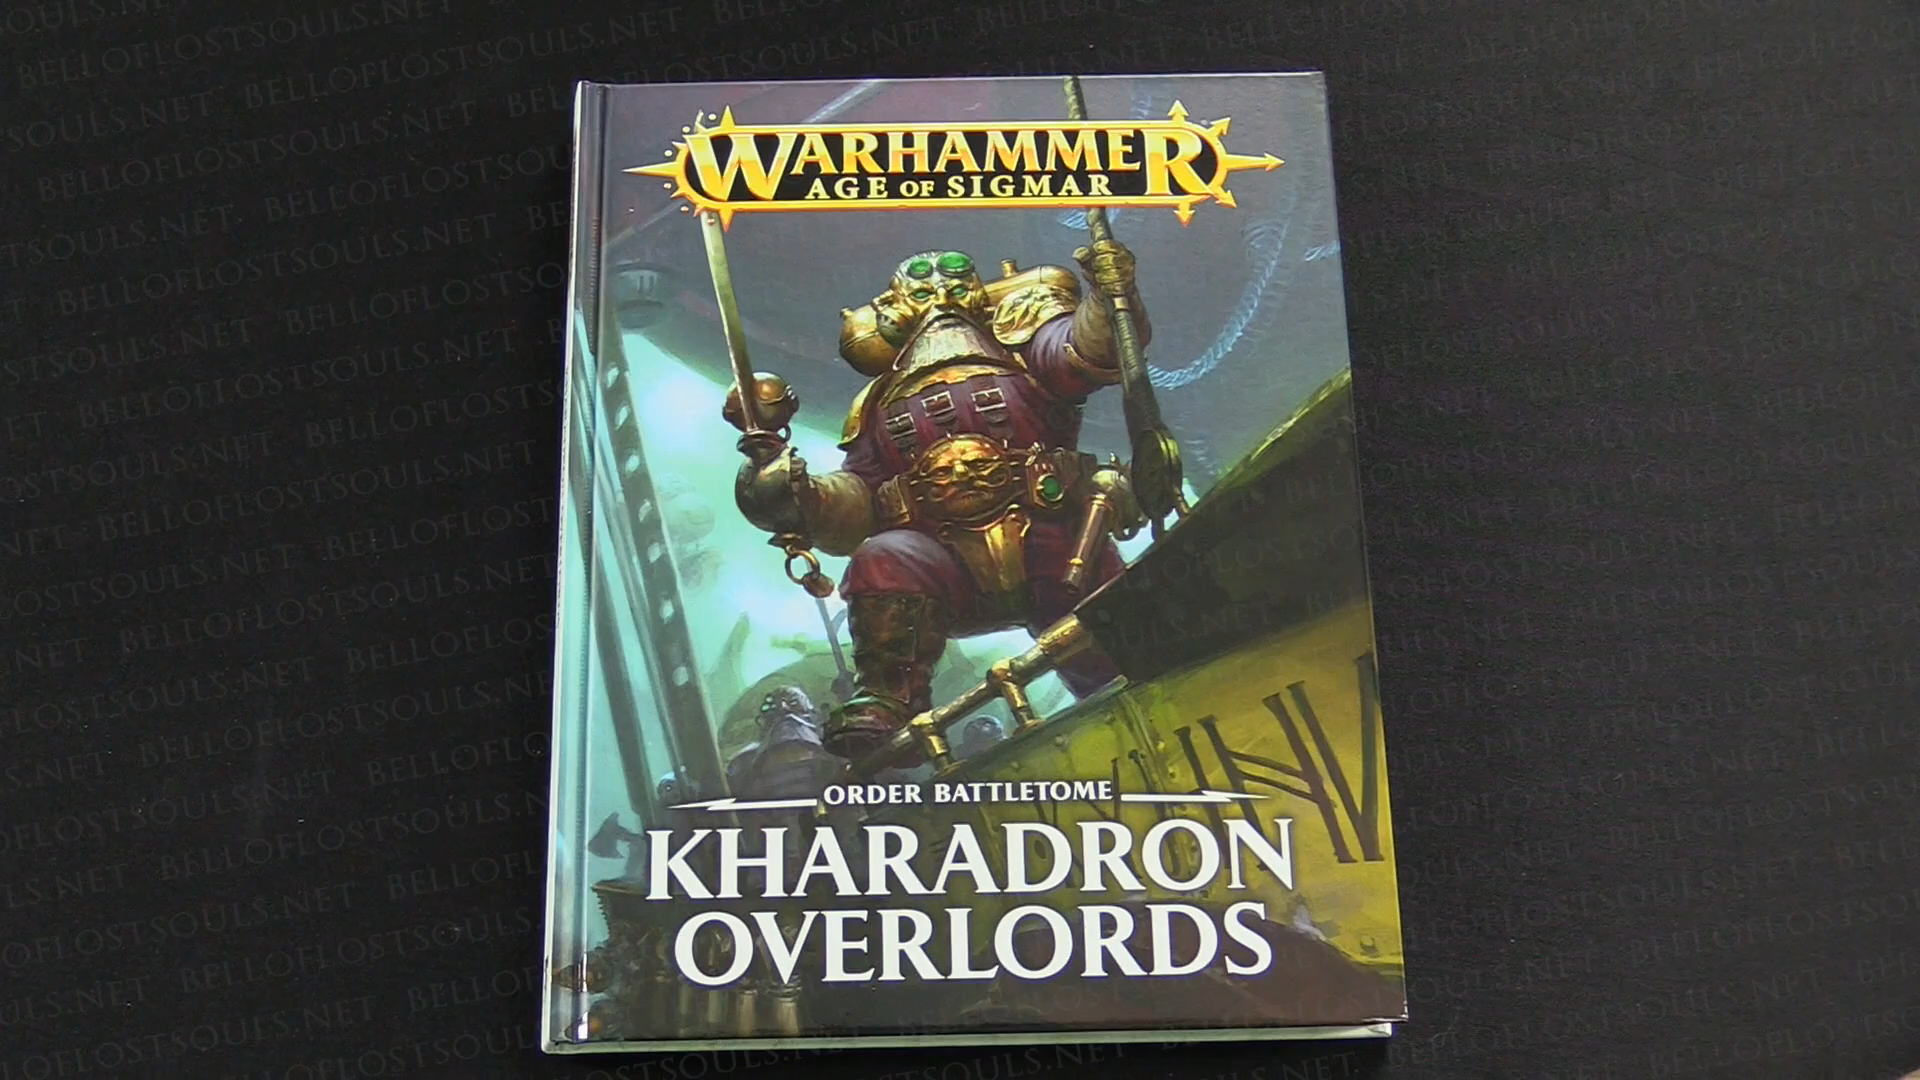 WARHAMMER
AGE OF SIGMAR
ORDER BATTLETOME
KHARADRON
OVERLORDS
BELLOFLOSTSOULS.NET